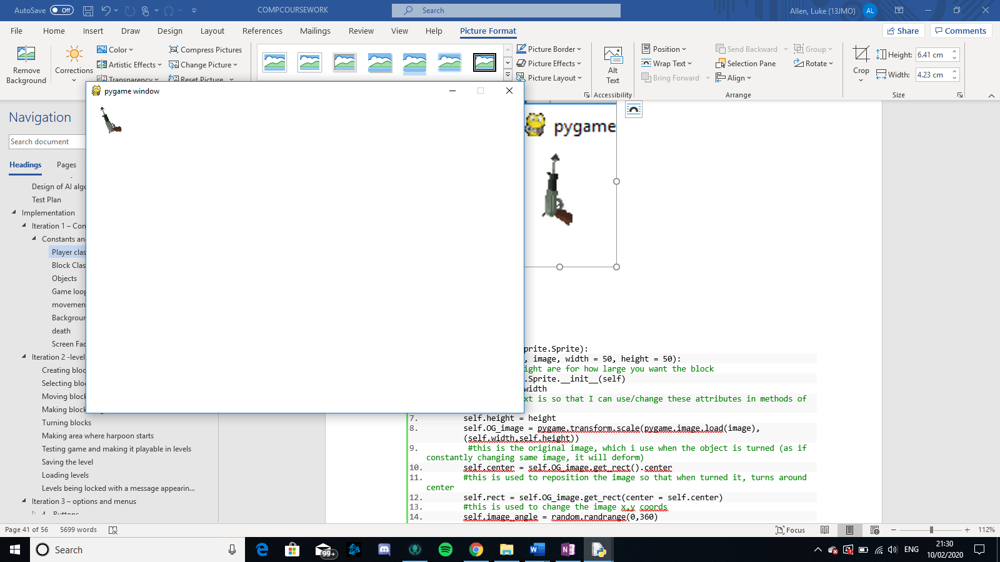 AutoSave Off
COMPCOURSEWORK
Search
Allen, Luke (13JMO) AL
File Home Insert Draw Design Layout References Mailings Review View Help Picture Format
Share Comments
Remove Background
Corrections
Color
Artistic Effects
Transparency
Compress Pictures
Change Picture
Reset Picture
Picture Border
Picture Effects
Picture Layout
Alt Text
Accessibility
Position
Wrap Text
Bring Forward
Send Backward
Selection Pane
Align
Group
Rotate
Arrange
Crop
Height: 6.41 cm
Width: 4.23 cm
Size
pygame window
pygame
Navigation
Search document
Headings Pages
Design of AI algo
Test Plan
Implementation
Iteration 1 – Con
Constants an
Player clas
Block Clas
Objects
Game loop
movemen
Backgroun
death
Screen Fac
Iteration 2 -level
Creating bloc
Selecting bloc
Moving block
Making block
Turning blocks
Making area where harpoon starts
Testing game and making it playable in levels
Saving the level
Loading levels
Levels being locked with a message appearin...
Iteration 3 – options and menus
4 – Buttons
prite.Sprite):
, image, width = 50, height = 50):
ight are for how large you want the block
.Sprite.__init__(self)
width
xt is so that I can use/change these attributes in methods of
7. self.height = height
8. self.OG_image = pygame.transform.scale(pygame.image.load(image),
(self.width,self.height))
9. #this is the original image, which i use when the object is turned (as if
constantly changing same image, it will deform)
10. self.center = self.OG_image.get_rect().center
11. #this is used to reposition the image so that when turned it, turns around
center
12. self.rect = self.OG_image.get_rect(center = self.center)
13. #this is used to change the image x,y coords
14. self.image_angle = random.randrange(0,360)
Page 41 of 56 5699 words
Focus
112%
Search
99+
ENG
21:30
10/02/2020